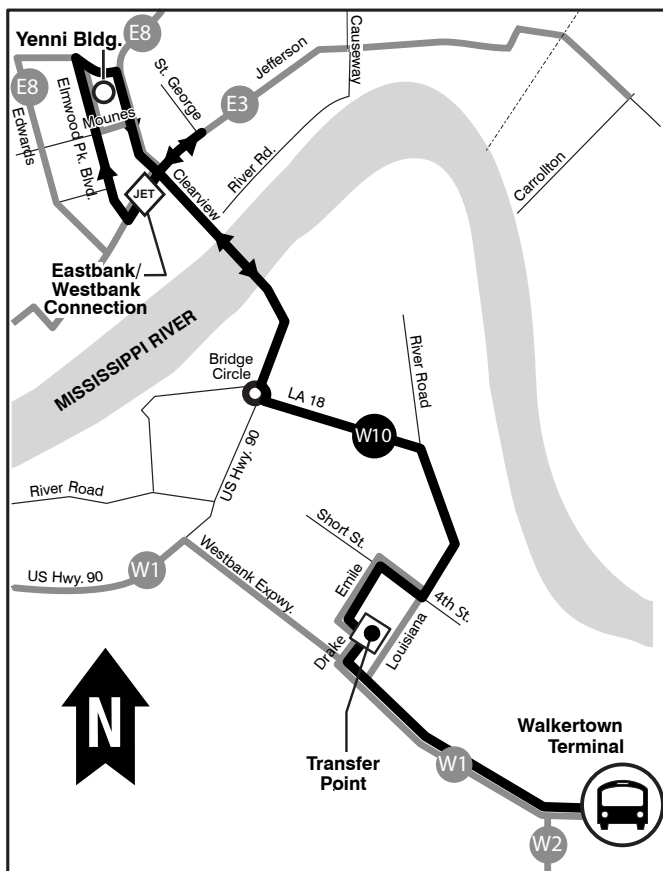 Yenni Bldg.
E8
Causeway
Jefferson
St. George
E8
E3
Mounes
Edwards
Elmwood Pk. Blvd.
River Rd.
Carrollton
JET
Clearview
Eastbank/
Westbank
Connection
MISSISSIPPI RIVER
Bridge
Circle
River Road
LA 18
W10
US Hwy. 90
River Road
Short St.
W1
US Hwy. 90
Westbank Expwy.
Emile
4th St.
Louisiana
Drake
N
Walkertown
Terminal
Transfer
Point
W1
W2